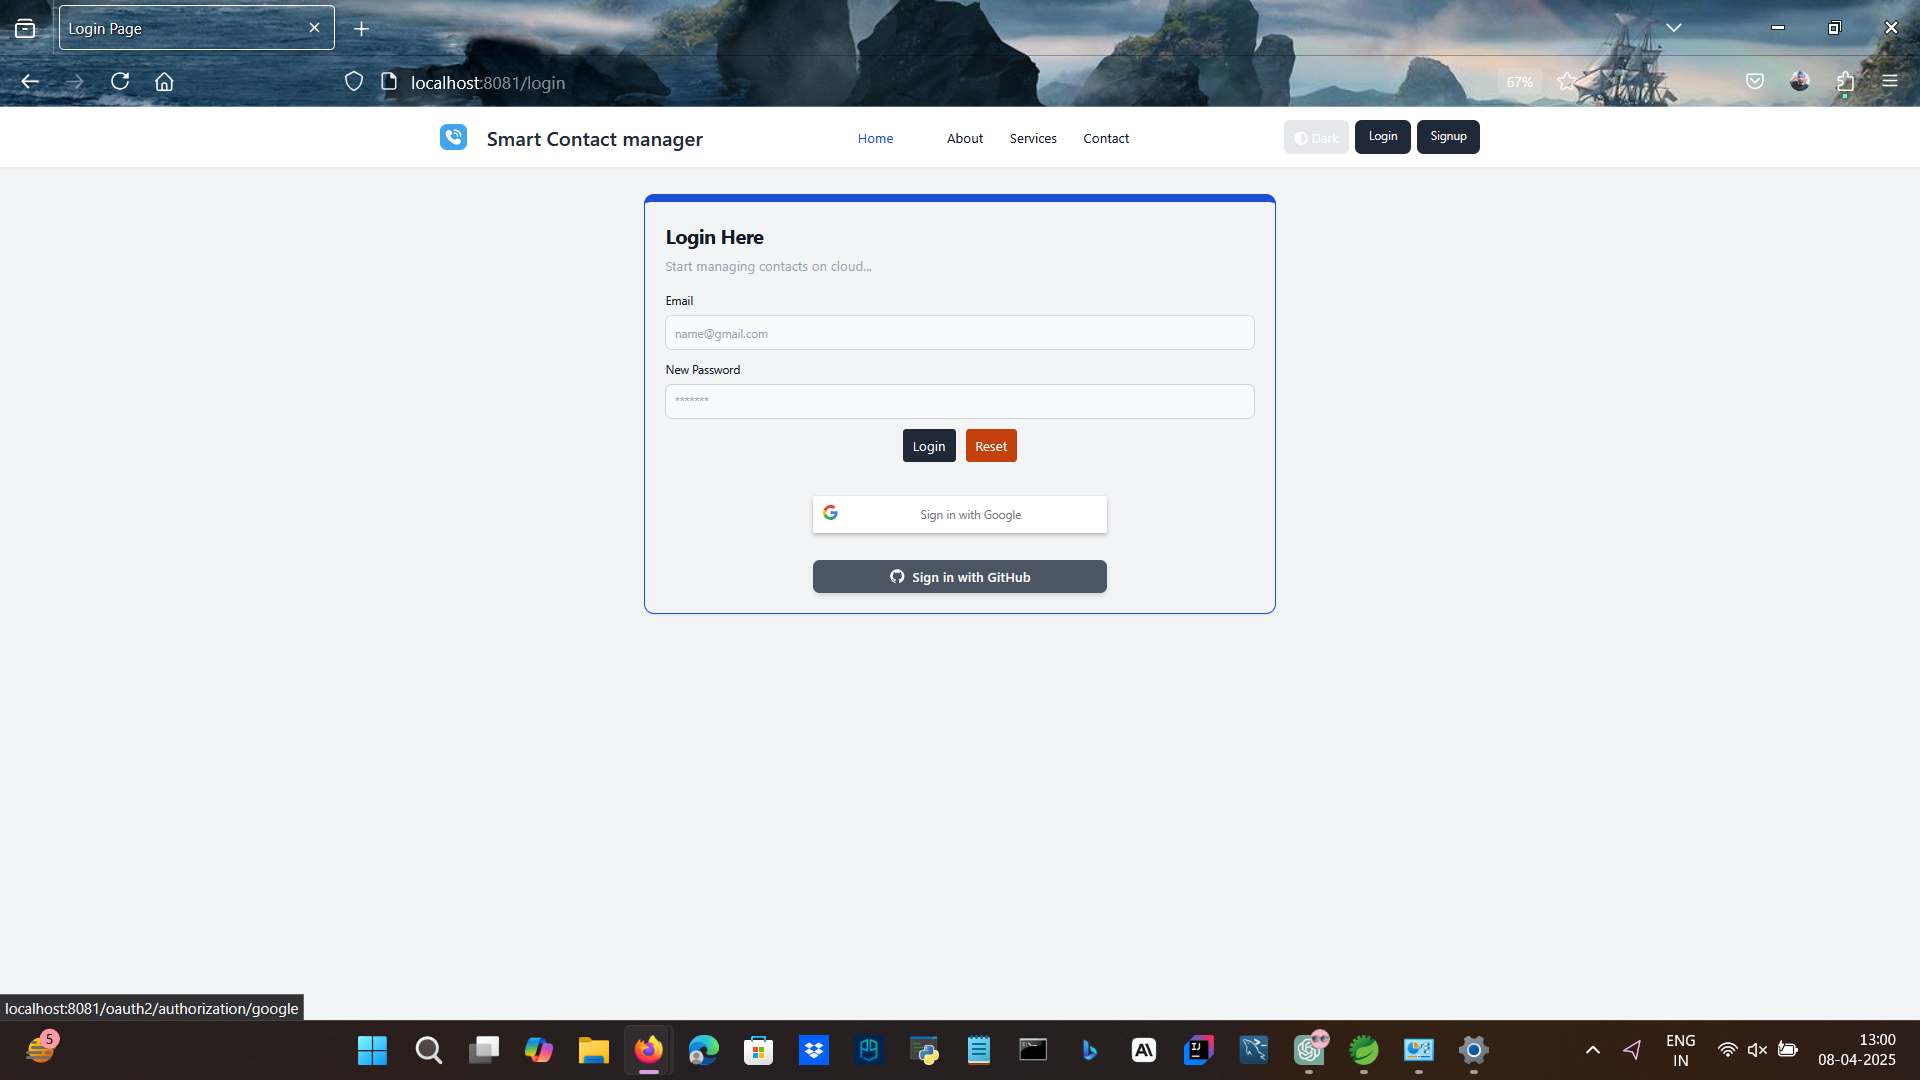 Login Page
localhost:8081/login
67%
Smart Contact manager
Home
About
Services
Contact
Dark
Login
Signup
Login Here
Start managing contacts on cloud...
Email
name@gmail.com
New Password
*******
Login
Reset
Sign in with Google
Sign in with GitHub
localhost:8081/oauth2/authorization/google
5
AI
IJ
ENG
IN
13:00
08-04-2025